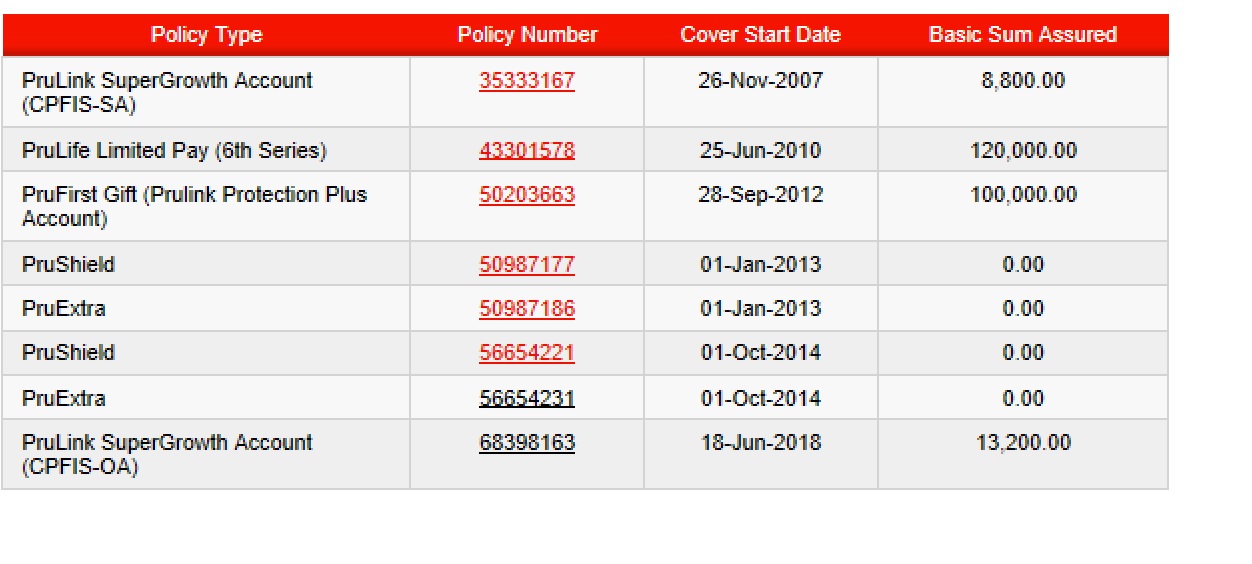 Policy Type Policy Number Cover Start Date Basic Sum Assured
PruLink SuperGrowth Account 35333167 26-Nov-2007 8,800.00
(CPFIS-SA)
PruLife Limited Pay (6th Series) 43301578 25-Jun-2010 120,000.00
PruFirst Gift (Prulink Protection Plus 50203663 28-Sep-2012 100,000.00
Account)
PruShield 50987177 01-Jan-2013 0.00
PruExtra 50987186 01-Jan-2013 0.00
PruShield 56654221 01-Oct-2014 0.00
PruExtra 56654231 01-Oct-2014 0.00
PruLink SuperGrowth Account 68398163 18-Jun-2018 13,200.00
(CPFIS-OA)